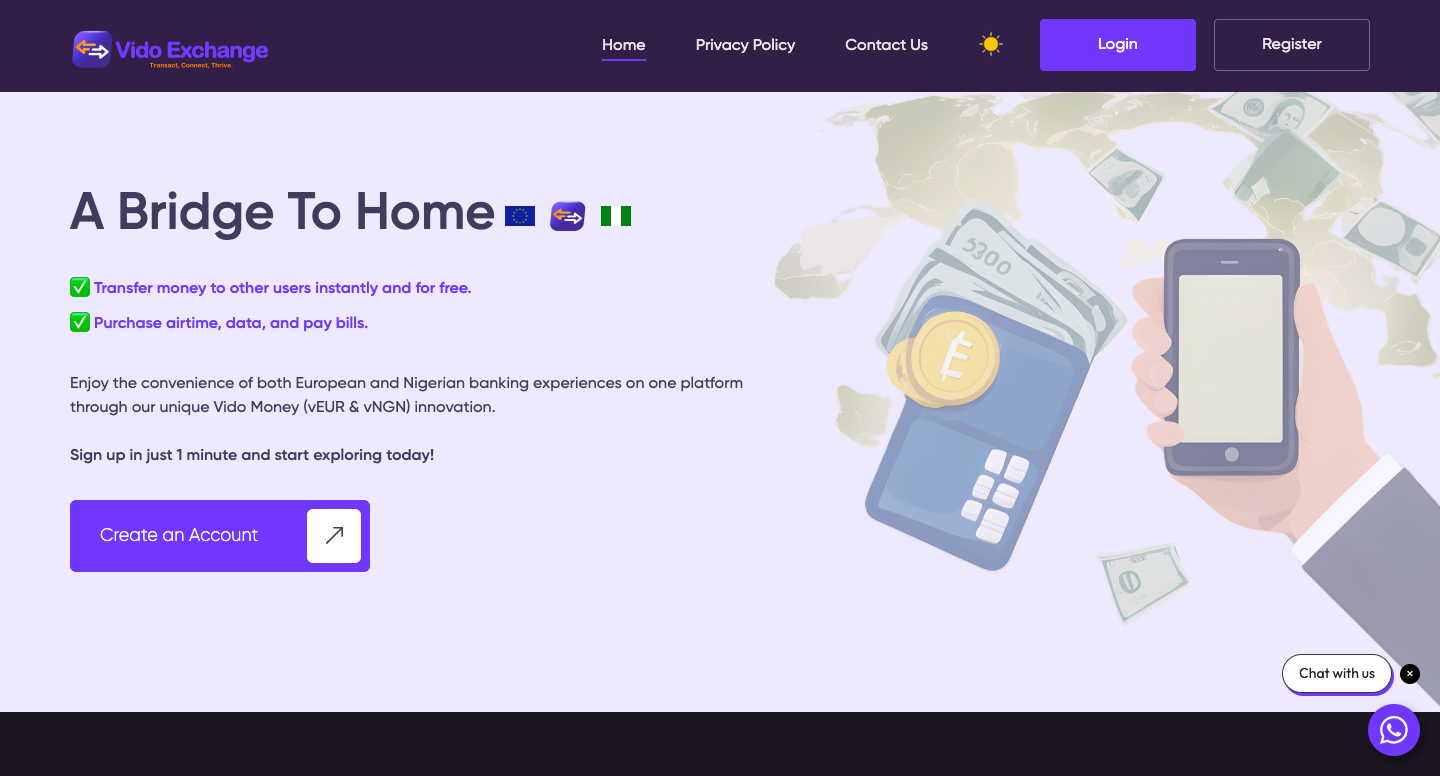 Vido Exchange
Transact, Connect, Thrive.
Home
Privacy Policy
Contact Us
Login
Register
A Bridge To Home
Transfer money to other users instantly and for free.
Purchase airtime, data, and pay bills.
Enjoy the convenience of both European and Nigerian banking experiences on one platform
through our unique Vido Money (vEUR & vNGN) innovation.
Sign up in just 1 minute and start exploring today!
Create an Account
Chat with us